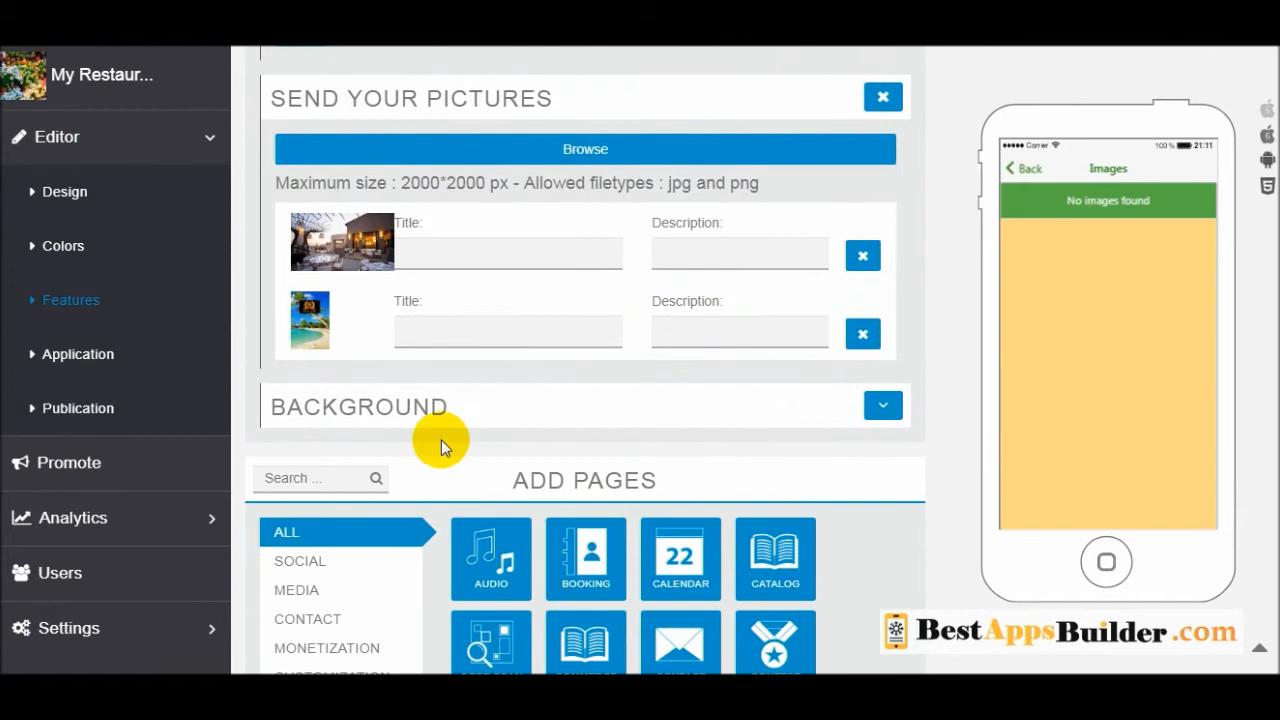 My Restaur...
Editor
Design
Colors
Features
Application
Publication
Promote
Analytics
Users
Settings
SEND YOUR PICTURES
Browse
Maximum size : 2000*2000 px - Allowed filetypes : jpg and png
Title:
Description:
Title:
Description:
BACKGROUND
Search ...
ADD PAGES
ALL
SOCIAL
MEDIA
CONTACT
MONETIZATION
AUDIO
BOOKING
22
CALENDAR
CATALOG
Carrier
100 %
21:11
Back
Images
No images found
BestAppsBuilder.com